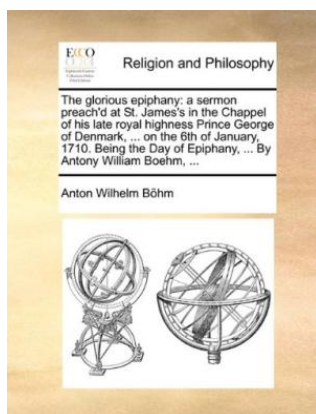 ECCO
Religion and Philosophy
The glorious epiphany: a sermon
preach'd at St. James's in the Chappel
of his late royal highness Prince George
of Denmark, ... on the 6th of January,
1710. Being the Day of Epiphany, ... By
Antony William Boehm, ...
Anton Wilhelm Böhm